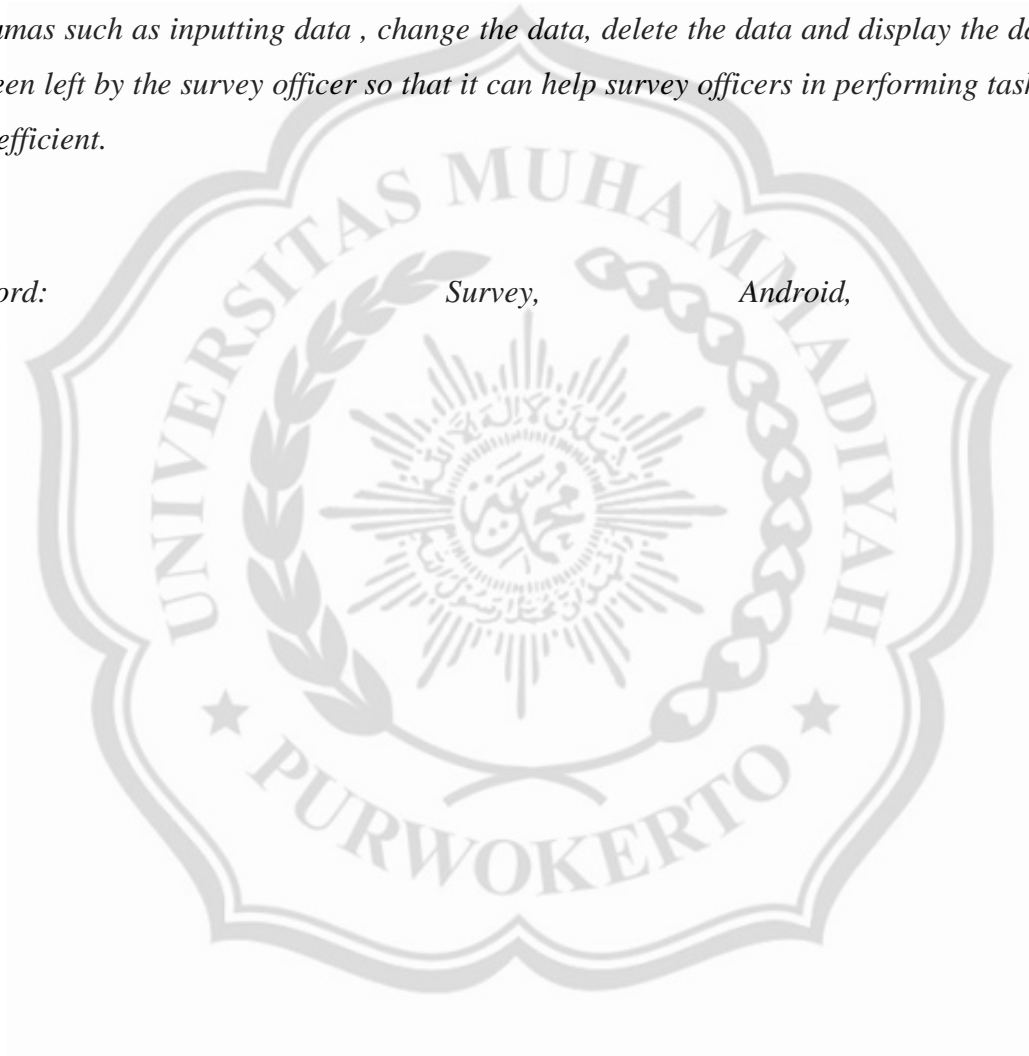 umas such as inputting data , change the data, delete the data and display the da
een left by the survey officer so that it can help survey officers in performing task
efficient.
ord: Survey, Android,
UNIVERSITAS MUHAMMADIYAH
PURWOKERTO